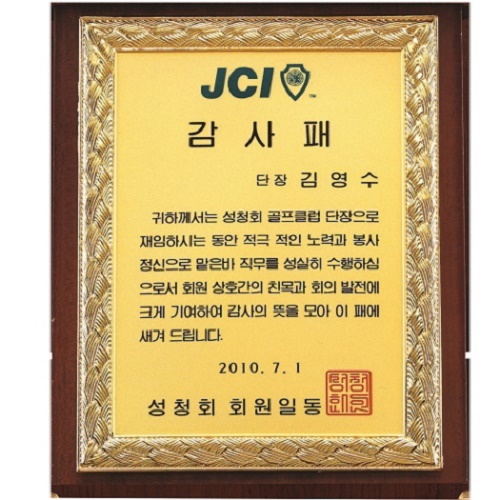 JCI
감사패
단장 김영수
귀하께서는 성청회 골프클럽 단장으로
재임하시는 동안 적극 적인 노력과 봉사
정신으로 맡은바 직무를 성실히 수행하심
으로서 회원 상호간의 친목과 회의 발전에
크게 기여하여 감사의 뜻을 모아 이 패에
새겨 드립니다.
2010. 7. 1
성청회 회원일동